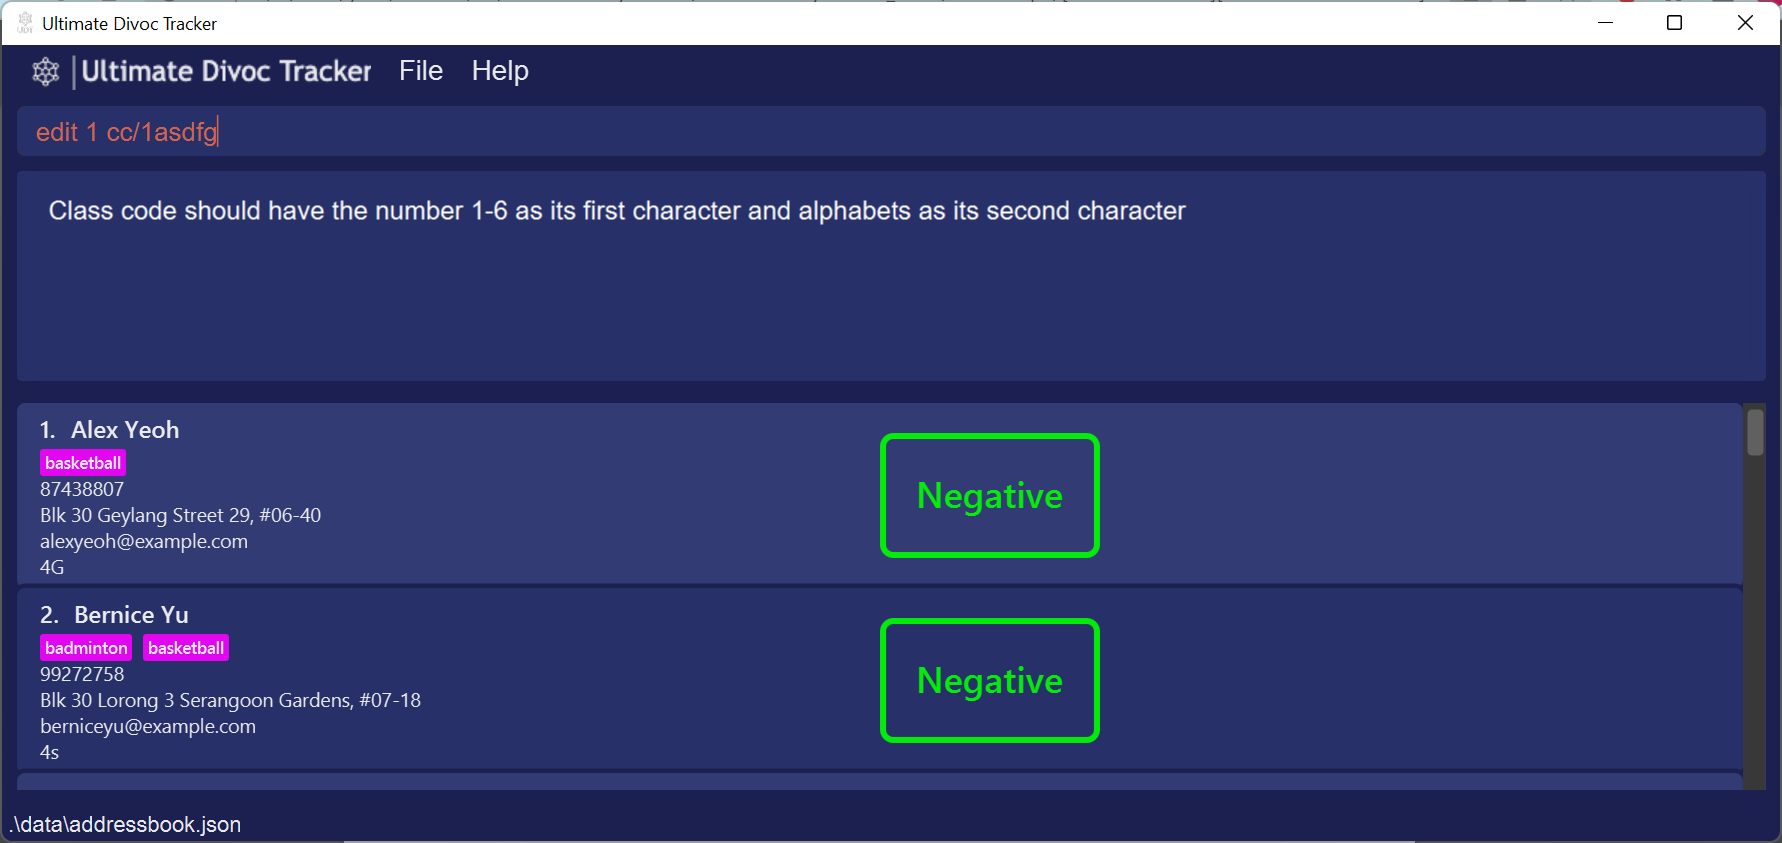 Ultimate Divoc Tracker
Ultimate Divoc Tracker File Help
edit 1 cc/1asdfg
Class code should have the number 1-6 as its first character and alphabets as its second character
1. Alex Yeoh
basketball
87438807
Blk 30 Geylang Street 29, #06-40
alexyeoh@example.com
4G
Negative
2. Bernice Yu
badminton basketball
99272758
Blk 30 Lorong 3 Serangoon Gardens, #07-18
berniceyu@example.com
4s
Negative
.\data\addressbook.json